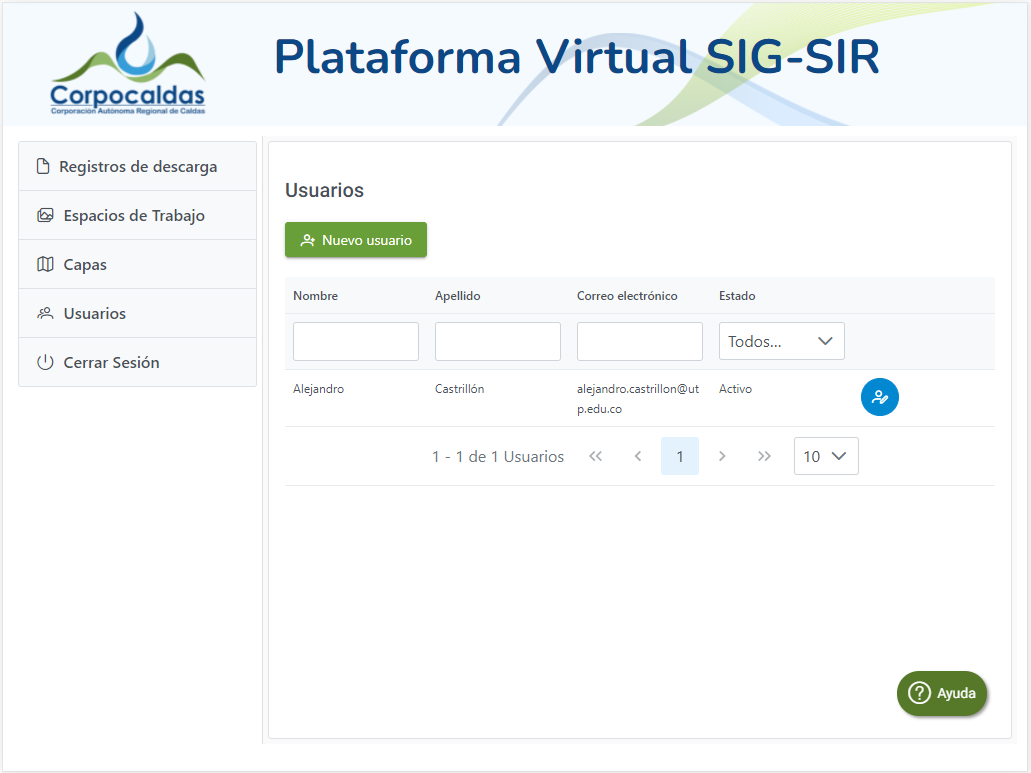 Corpocaldas
Corporación Autónoma Regional de Caldas
Plataforma Virtual SIG-SIR
Registros de descarga
Espacios de Trabajo
Capas
Usuarios
Cerrar Sesión
Usuarios
Nuevo usuario
Nombre Apellido Correo electrónico Estado
Todos...
Alejandro Castrillón alejandro.castrillon@ut Activo
p.edu.co
1 - 1 de 1 Usuarios 1 10
Ayuda